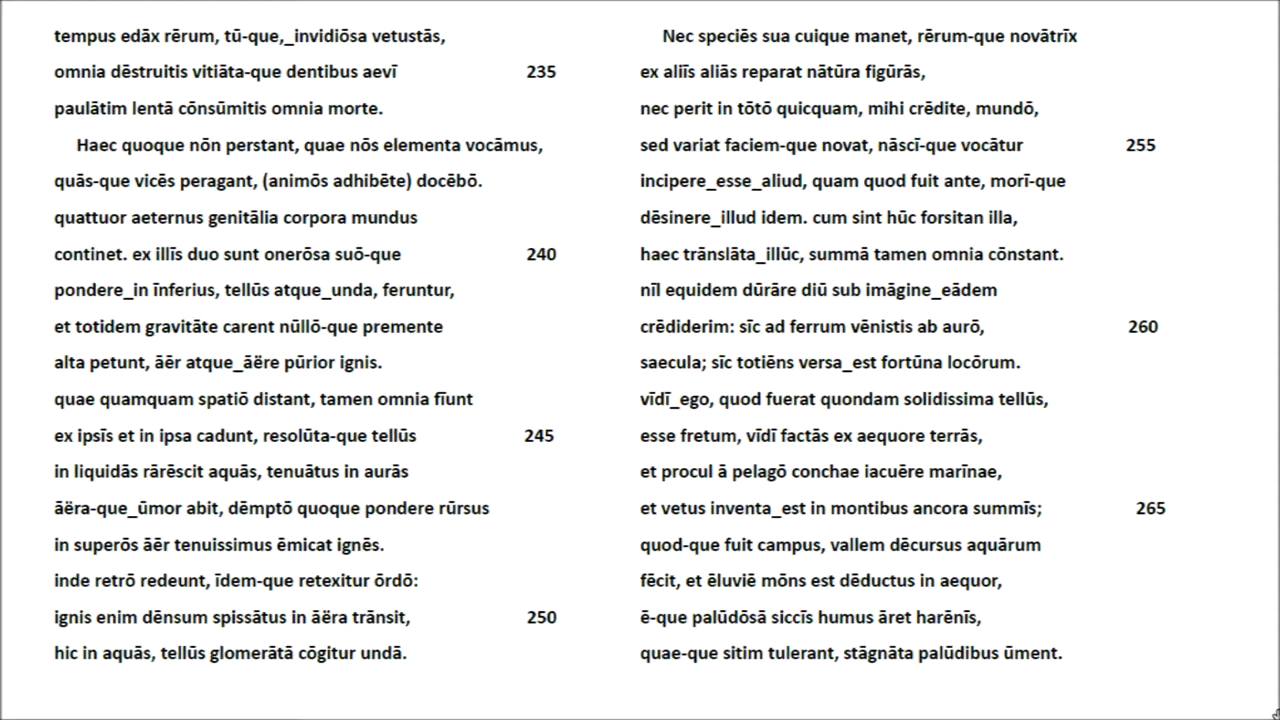 tempus edāx rērum, tū-que,_invidiōsa vetustās,
omnia dēstruitis vitiāta-que dentibus aevī 235
paulātim lentā cōnsūmitis omnia morte.
Haec quoque nōn perstant, quae nōs elementa vocāmus,
quās-que vicēs peragant, (animōs adhibēte) docēbō.
quattuor aeternus genitālia corpora mundus
continet. ex illīs duo sunt onerōsa suō-que 240
pondere_in īnferius, tellūs atque_unda, feruntur,
et totidem gravitāte carent nūllō-que premente
alta petunt, āēr atque_āëre pūrior ignis.
quae quamquam spatiō distant, tamen omnia fīunt
ex ipsīs et in ipsa cadunt, resolūta-que tellūs 245
in liquidās rārēscit aquās, tenuātus in aurās
āëra-que_ūmor abit, dēmptō quoque pondere rūrsus
in superōs āēr tenuissimus ēmicat ignēs.
inde retrō redeunt, īdem-que retexitur ōrdō:
ignis enim dēnsum spissātus in āëra trānsit, 250
hic in aquās, tellūs glomerātā cōgitur undā.
Nec speciēs sua cuique manet, rērum-que novātrīx
ex aliīs aliās reparat nātūra figūrās,
nec perit in tōtō quicquam, mihi crēdite, mundō,
sed variat faciem-que novat, nāscī-que vocātur 255
incipere_esse_aliud, quam quod fuit ante, morī-que
dēsinere_illud idem. cum sint hūc forsitan illa,
haec trānslāta_illūc, summā tamen omnia cōnstant.
nīl equidem dūrāre diū sub imāgine_eādem
crēdiderim: sīc ad ferrum vēnistis ab aurō, 260
saecula; sīc totiēns versa_est fortūna locōrum.
vīdī_ego, quod fuerat quondam solidissima tellūs,
esse fretum, vīdī factās ex aequore terrās,
et procul ā pelagō conchae iacuēre marīnae,
et vetus inventa_est in montibus ancora summīs; 265
quod-que fuit campus, vallem dēcursus aquārum
fēcit, et ēluviē mōns est dēductus in aequor,
ē-que palūdōsā siccīs humus āret harēnīs,
quae-que sitim tulerant, stāgnāta palūdibus ūment.